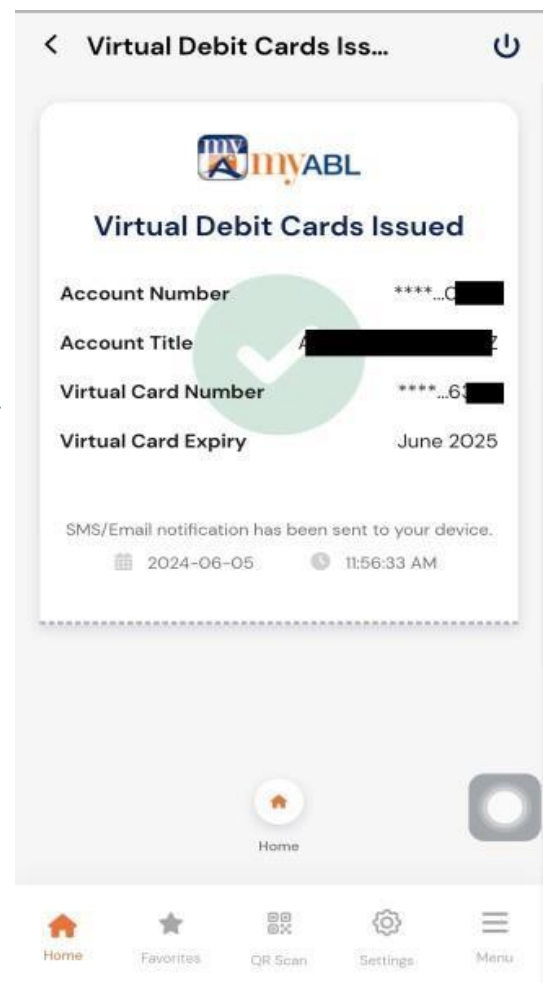 Virtual Debit Cards Iss...
my myABL
Virtual Debit Cards Issued
Account Number ****...
Account Title A Z
Virtual Card Number ****...6
Virtual Card Expiry June 2025
SMS/Email notification has been sent to your device.
2024-06-05 11:56:33 AM
Home
Home Favorites QR Scan Settings Menu